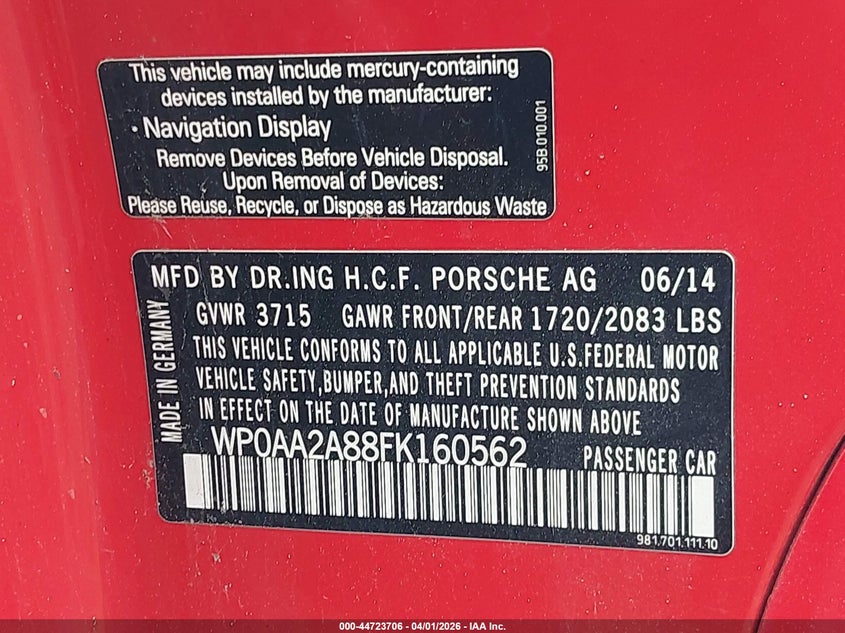 This vehicle may include mercury-containing
devices installed by the manufacturer:
• Navigation Display
Remove Devices Before Vehicle Disposal.
Upon Removal of Devices:
Please Reuse, Recycle, or Dispose as Hazardous Waste
95B.010.001
MFD BY DR.ING H.C.F. PORSCHE AG 06/14
GVWR 3715 GAWR FRONT/REAR 1720/2083 LBS
THIS VEHICLE CONFORMS TO ALL APPLICABLE U.S.FEDERAL MOTOR
VEHICLE SAFETY,BUMPER,AND THEFT PREVENTION STANDARDS
IN EFFECT ON THE DATE OF MANUFACTURE SHOWN ABOVE
MADE IN GERMANY
WP0AA2A88FK160562 PASSENGER CAR
981.701.111.10
000-44723706 - 04/01/2026 - IAA Inc.